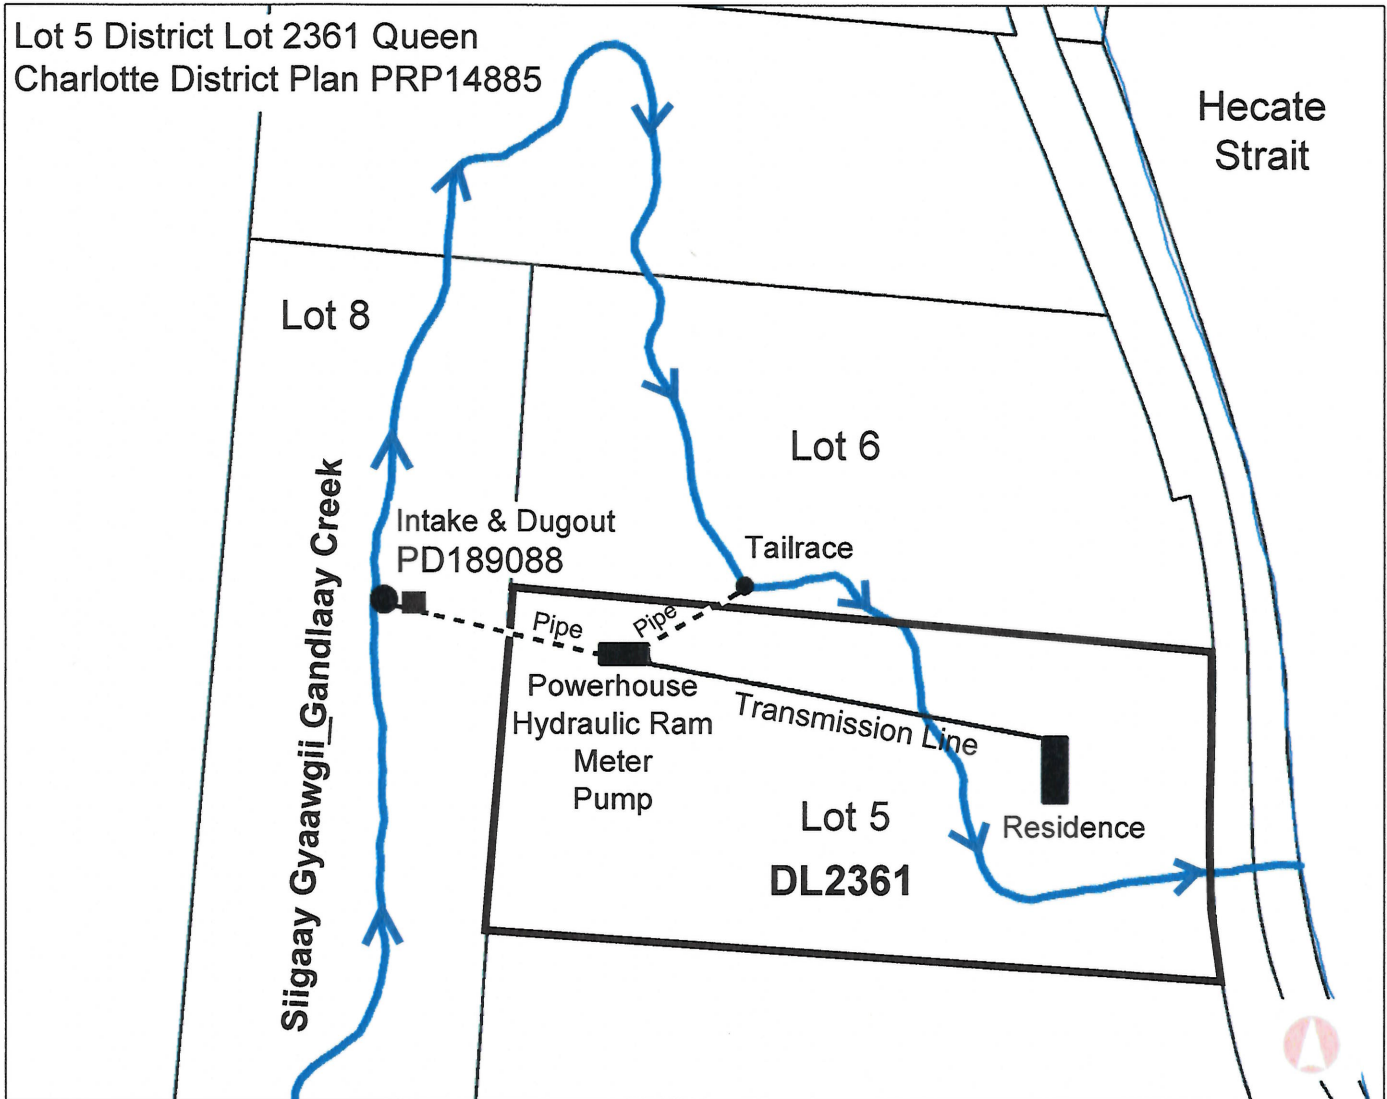 Lot 5 District Lot 2361 Queen
Charlotte District Plan PRP14885
Hecate
Strait
Lot 8
Lot 6
Siigaay Gyaawgii_Gandlaay Creek
Intake & Dugout
PD189088
Tailrace
Pipe
Pipe
Powerhouse
Hydraulic Ram
Meter
Pump
Transmission Line
Lot 5
DL2361
Residence